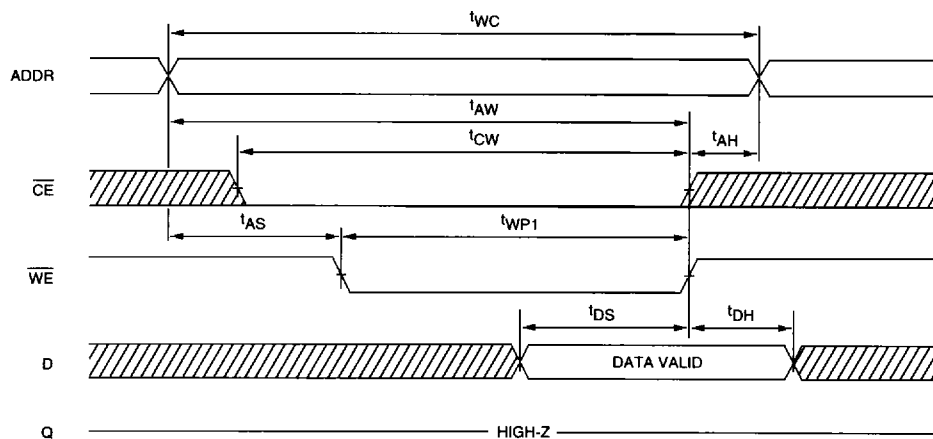 tWC
ADDR
tAW
tCW
tAH
CE
tAS
tWP1
WE
tDS
tDH
D
DATA VALID
Q
HIGH-Z